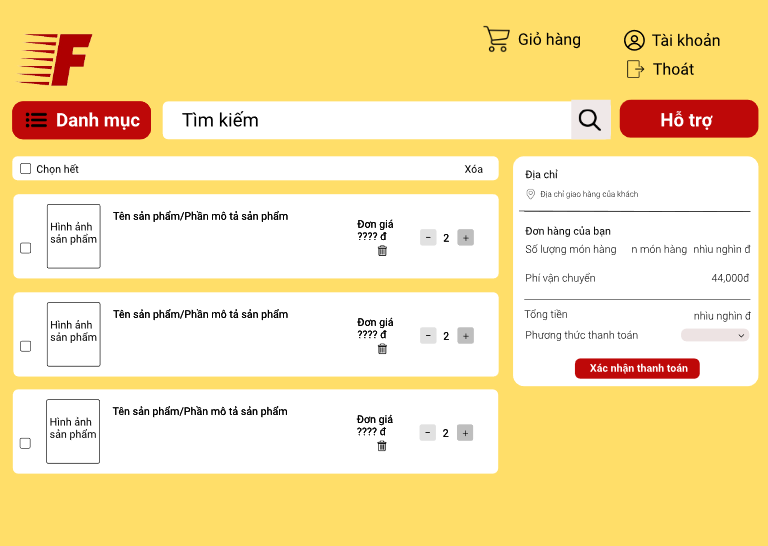 F
Giỏ hàng
Tài khoản
Thoát
Danh mục
Tìm kiếm
Hỗ trợ
Chọn hết
Xóa
Hình ảnh
sản phẩm
Tên sản phẩm/Phần mô tả sản phẩm
Đơn giá
???? đ
- 2 +
Hình ảnh
sản phẩm
Tên sản phẩm/Phần mô tả sản phẩm
Đơn giá
???? đ
- 2 +
Hình ảnh
sản phẩm
Tên sản phẩm/Phần mô tả sản phẩm
Đơn giá
???? đ
- 2 +
Địa chỉ
Địa chỉ giao hàng của khách
Đơn hàng của bạn
Số lượng món hàng n món hàng nhìu nghìn đ
Phí vận chuyển 44,000đ
Tổng tiền nhìu nghìn đ
Phương thức thanh toán
Xác nhận thanh toán